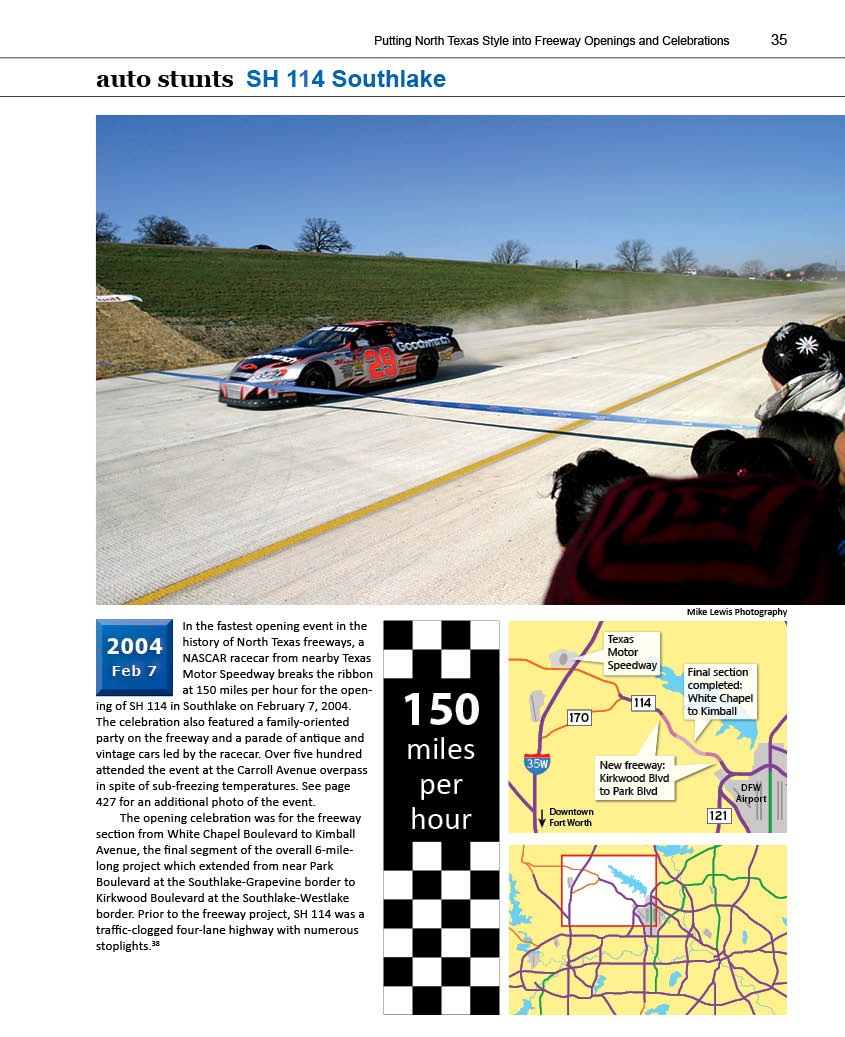 Putting North Texas Style into Freeway Openings and Celebrations 35
auto stunts SH 114 Southlake
TEXAS
Goodwrench
29
Goodwrench
Mike Lewis Photography
2004
Feb 7
In the fastest opening event in the
history of North Texas freeways, a
NASCAR racecar from nearby Texas
Motor Speedway breaks the ribbon
at 150 miles per hour for the open-
ing of SH 114 in Southlake on February 7, 2004.
The celebration also featured a family-oriented
party on the freeway and a parade of antique and
vintage cars led by the racecar. Over five hundred
attended the event at the Carroll Avenue overpass
in spite of sub-freezing temperatures. See page
427 for an additional photo of the event.
The opening celebration was for the freeway
section from White Chapel Boulevard to Kimball
Avenue, the final segment of the overall 6-mile-
long project which extended from near Park
Boulevard at the Southlake-Grapevine border to
Kirkwood Boulevard at the Southlake-Westlake
border. Prior to the freeway project, SH 114 was a
traffic-clogged four-lane highway with numerous
stoplights.³⁸
150
miles
per
hour
Texas
Motor
Speedway
Final section
completed:
White Chapel
to Kimball
114
170
35W
New freeway:
Kirkwood Blvd
to Park Blvd
DFW
Airport
121
Downtown
Fort Worth